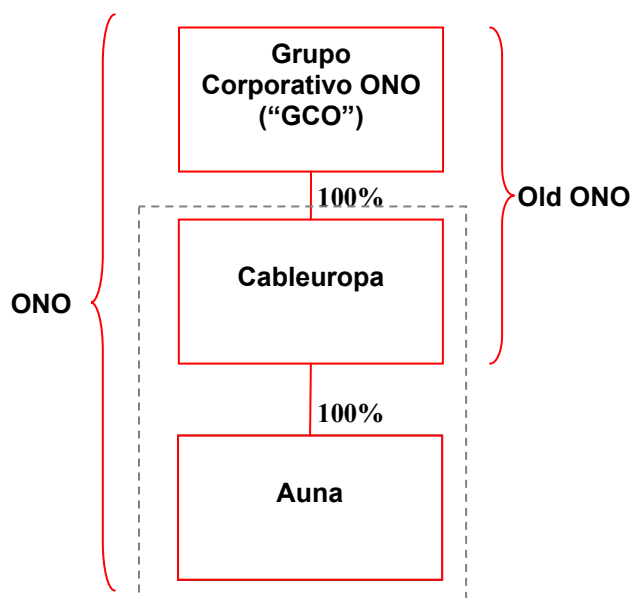 Grupo
Corporativo ONO
(“GCO”)
100%
Old ONO
Cableuropa
ONO
100%
Auna